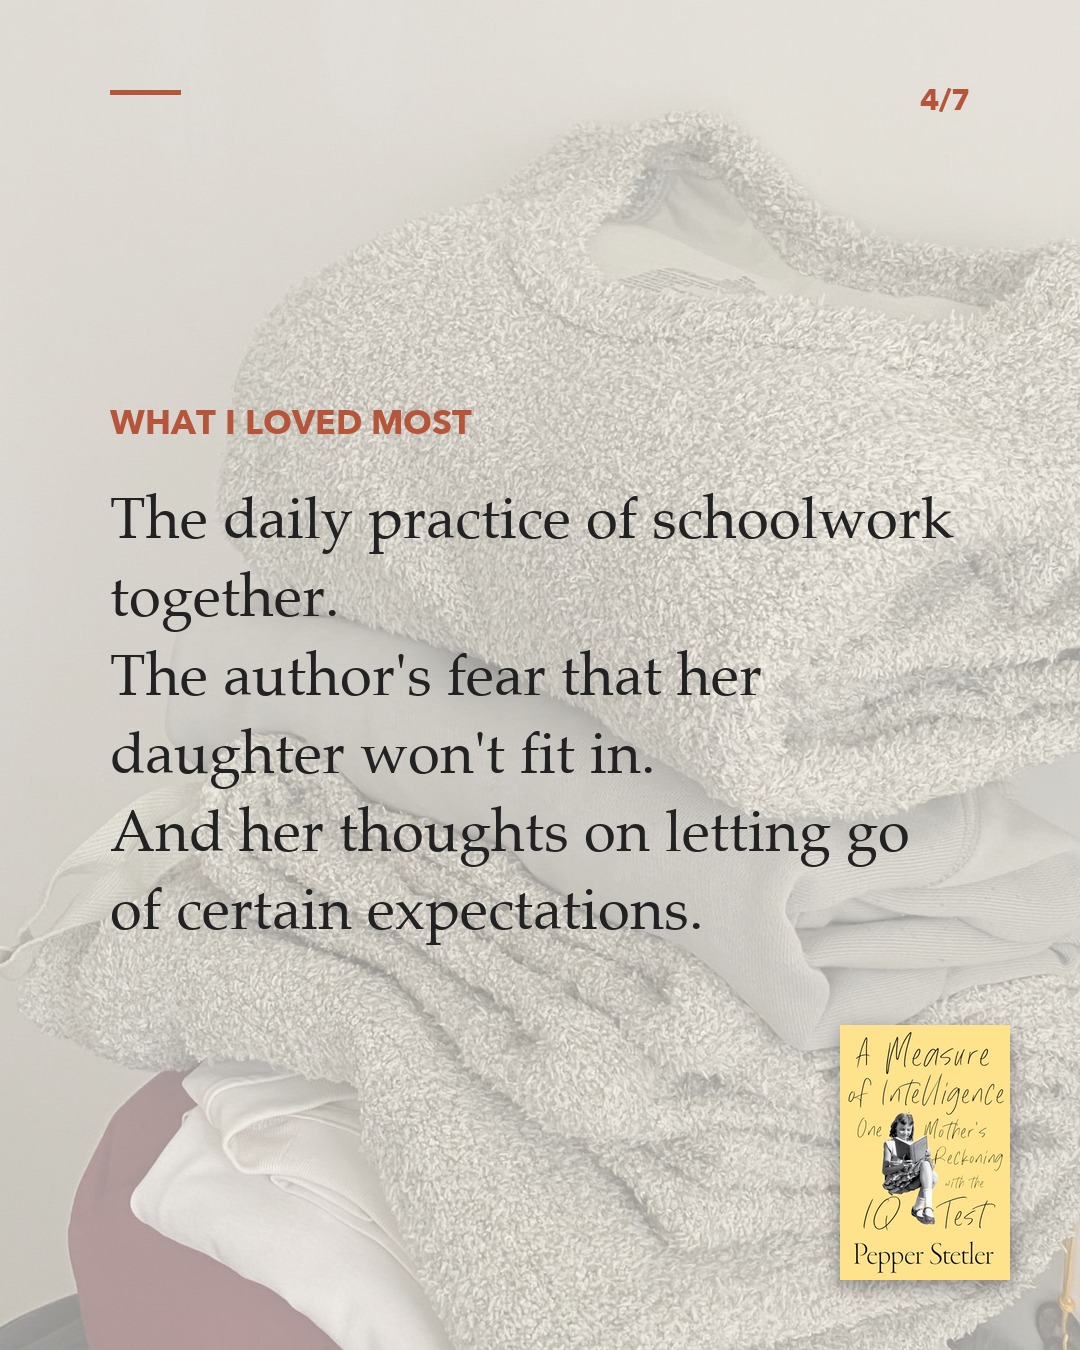 4/7
WHAT I LOVED MOST
The daily practice of schoolwork
together.
The author's fear that her
daughter won't fit in.
And her thoughts on letting go
of certain expectations.
A Measure
of Intelligence
One Mother's
Reckoning
with the
IQ Test
Pepper Stetler